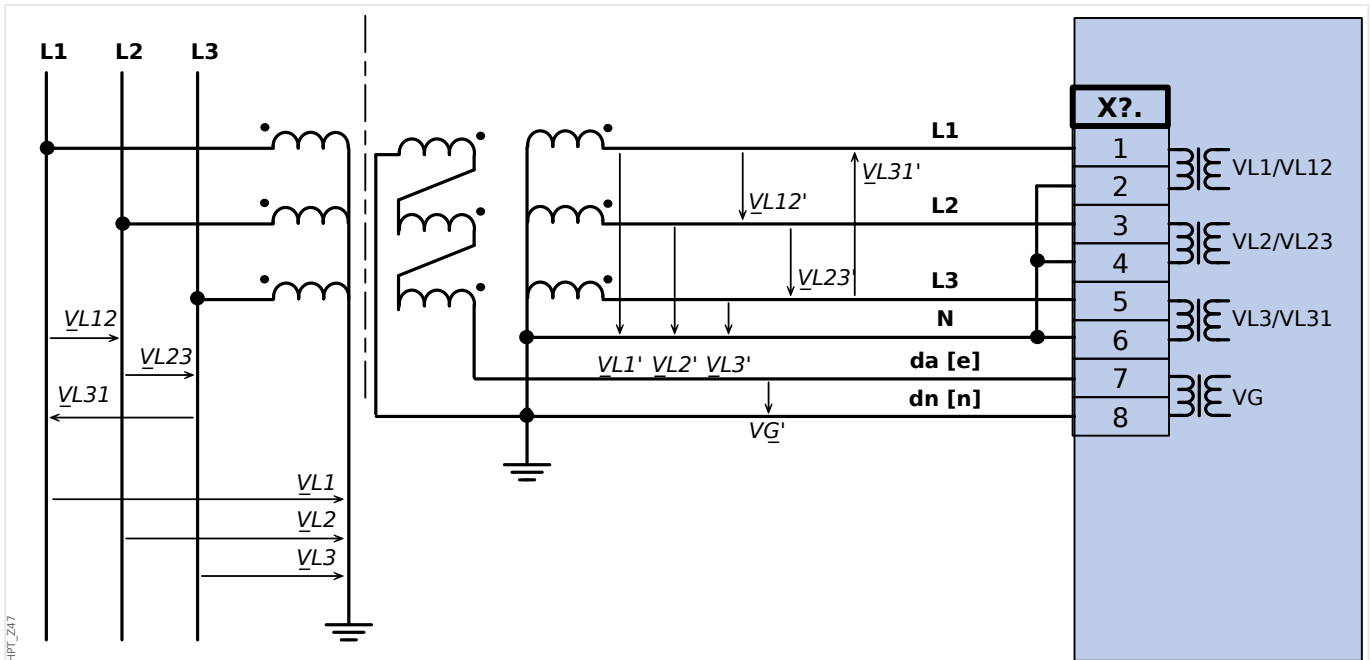 L1 L2 L3
X?.
L1
1
VL31'
VL1/VL12
2
VL12'
L2
3
VL2/VL23
4
VL23'
L3
5
VL12
N
VL3/VL31
6
VL23
VL1' VL2' VL3'
da [e]
7
VL31
dn [n]
VG
8
VG'
VL1
VL2
VL3
HPT_Z47